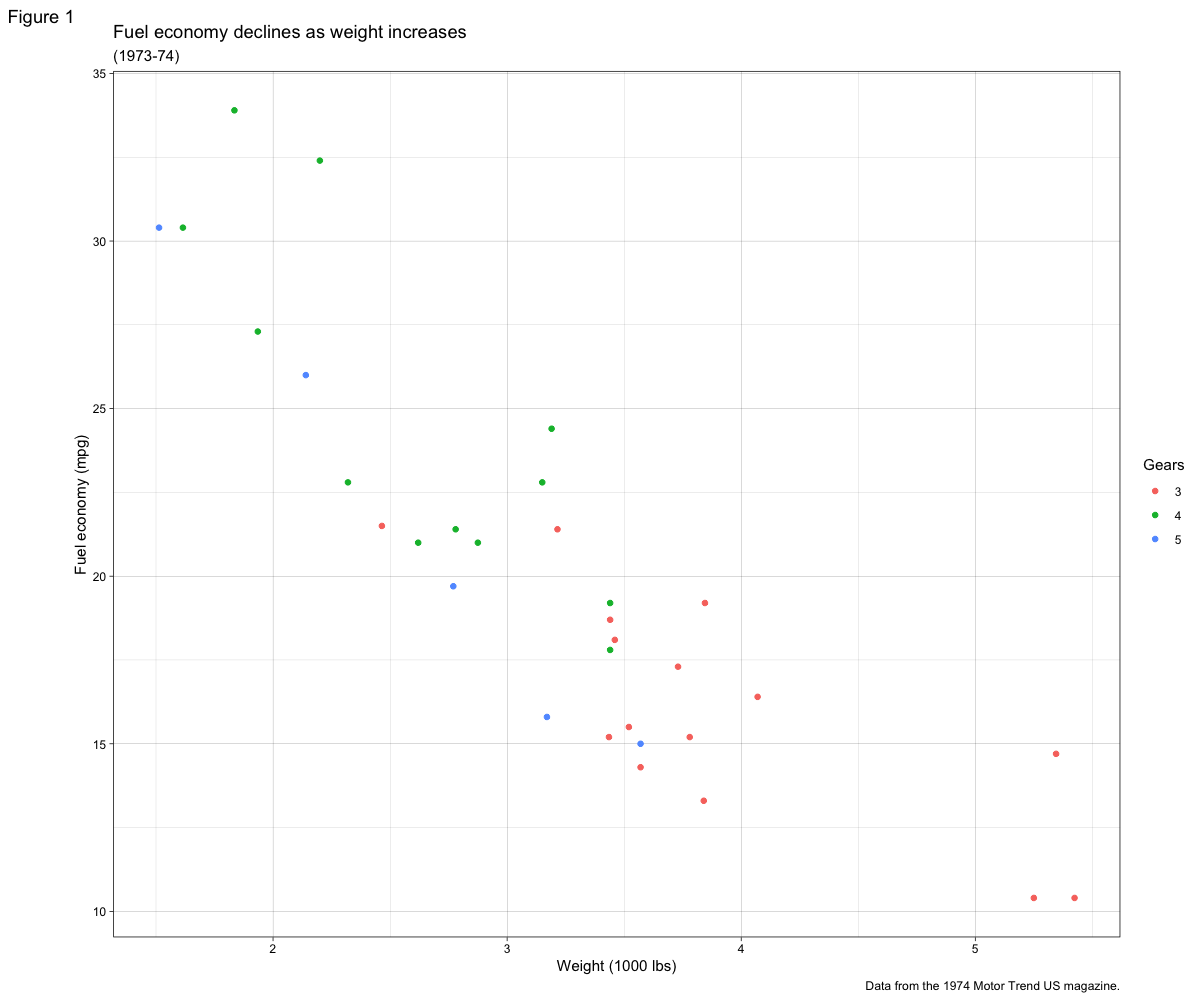 Figure 1
Fuel economy declines as weight increases
(1973-74)
35
30
25
20
15
10
Fuel economy (mpg)
2 3 4 5
Weight (1000 lbs)
Gears
3
4
5
Data from the 1974 Motor Trend US magazine.